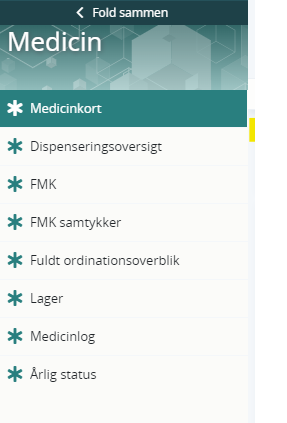 Fold sammen
Medicin
Medicinkort
Dispenseringsoversigt
FMK
FMK samtykker
Fuldt ordinationsoverblik
Lager
Medicinlog
Årlig status